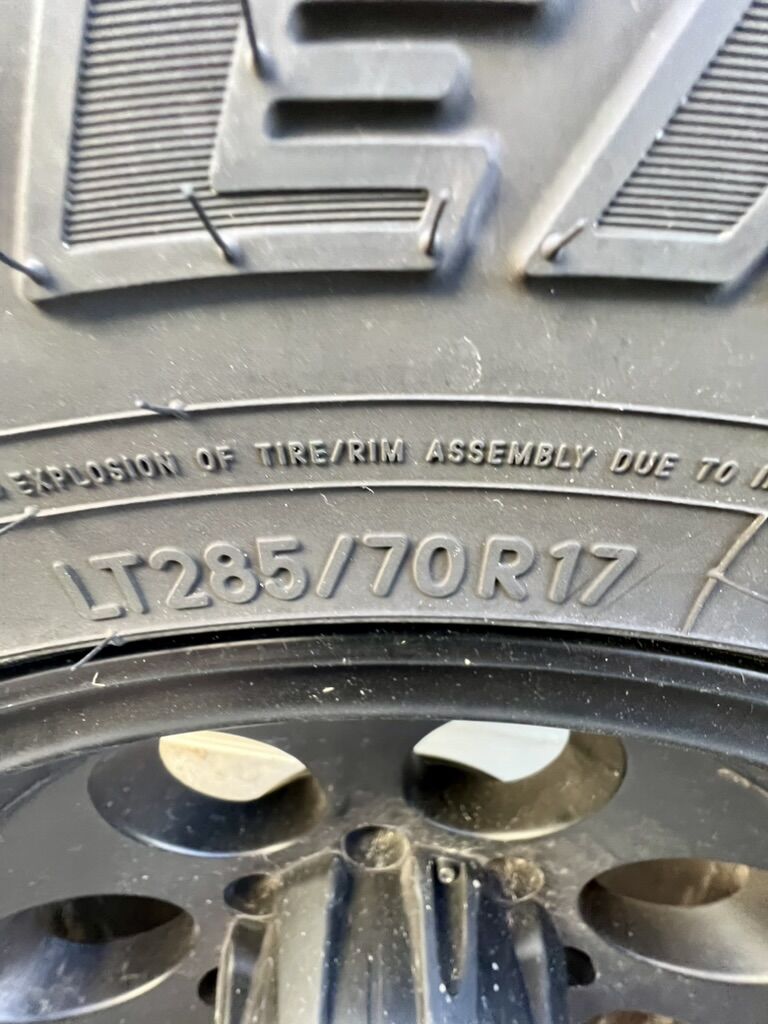 EXPLOSION OF TIRE/RIM ASSEMBLY DUE TO
LT285/70R17